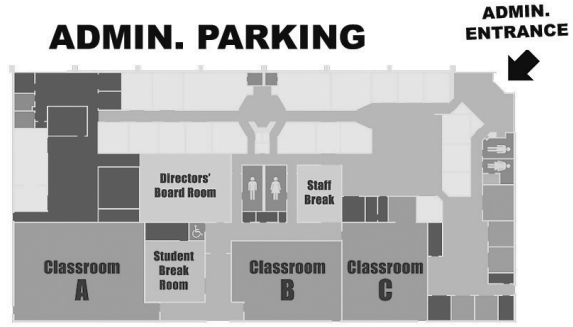 ADMIN. PARKING
ADMIN.
ENTRANCE
Directors'
Board Room
Staff
Break
Classroom
A
Student
Break
Room
Classroom
B
Classroom
C